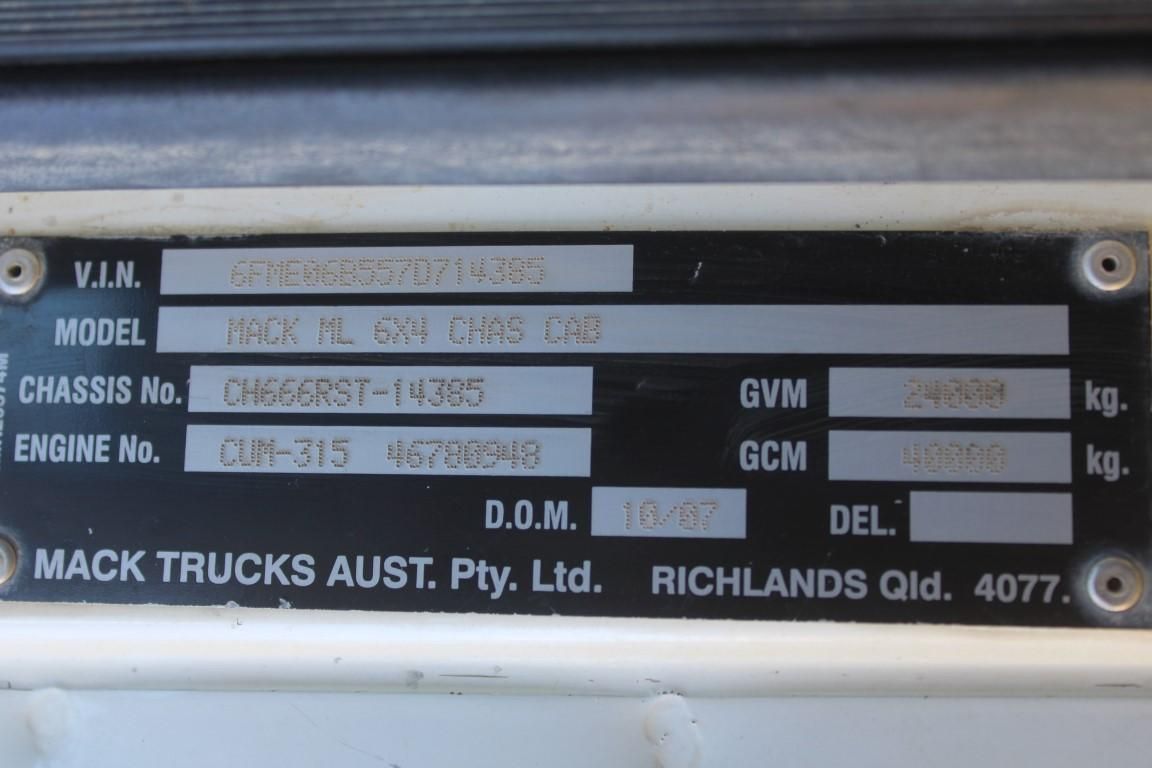 V.I.N. 6FME06B557D714385
MODEL MACK ML 6X4 CHAS CAB
CHASSIS No. CH666RST-14385 GVM 24000 kg.
ENGINE No. CUM-315 46780948 GCM 40000 kg.
D.O.M. 10/07 DEL.
MACK TRUCKS AUST. Pty. Ltd. RICHLANDS Qld. 4077.